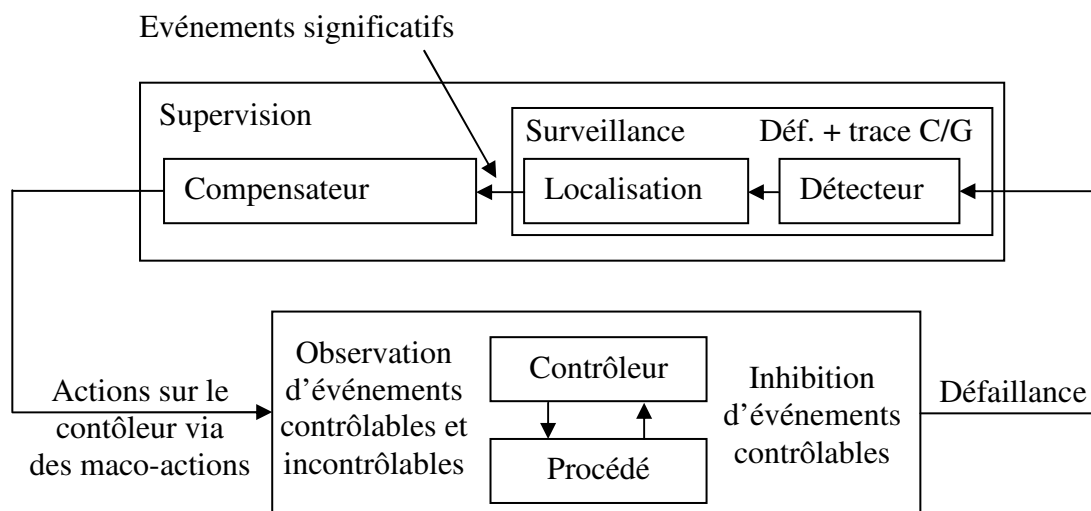 Evénements significatifs
Supervision
Surveillance
Déf. + trace C/G
Compensateur
Localisation
Détecteur
Actions sur le
contôleur via
des maco-actions
Observation
d’événements
contrôlables et
incontrôlables
Contrôleur
Procédé
Inhibition
d’événements
contrôlables
Défaillance